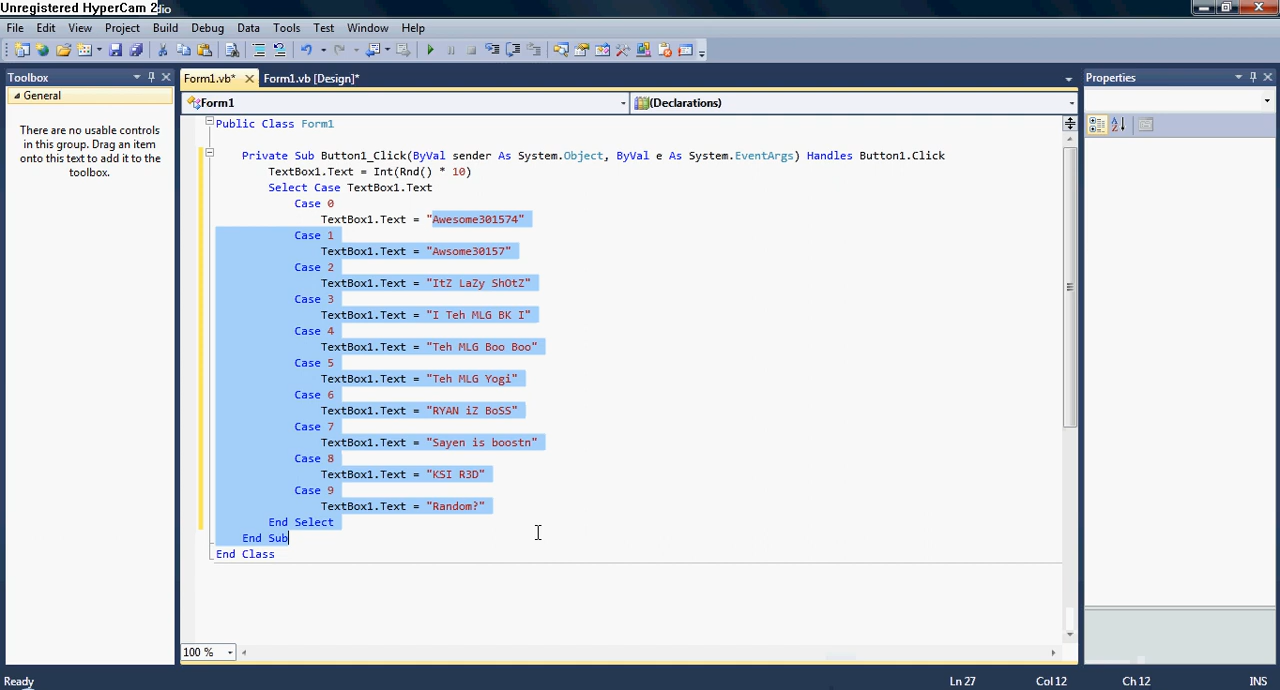 Unregistered HyperCam 2
dio
File Edit View Project Build Debug Data Tools Test Window Help
Toolbox
General
There are no usable controls
in this group. Drag an item
onto this text to add it to the
toolbox.
Form1.vb* Form1.vb [Design]*
Form1 (Declarations)
Public Class Form1
Private Sub Button1_Click(ByVal sender As System.Object, ByVal e As System.EventArgs) Handles Button1.Click
TextBox1.Text = Int(Rnd() * 10)
Select Case TextBox1.Text
Case 0
TextBox1.Text = "Awesome301574"
Case 1
TextBox1.Text = "Awsome30157"
Case 2
TextBox1.Text = "ItZ LaZy ShOtZ"
Case 3
TextBox1.Text = "I Teh MLG BK I"
Case 4
TextBox1.Text = "Teh MLG Boo Boo"
Case 5
TextBox1.Text = "Teh MLG Yogi"
Case 6
TextBox1.Text = "RYAN iZ BoSS"
Case 7
TextBox1.Text = "Sayen is boostn"
Case 8
TextBox1.Text = "KSI R3D"
Case 9
TextBox1.Text = "Random?"
End Select
End Sub
End Class
100 %
Properties
Ready Ln 27 Col 12 Ch 12 INS